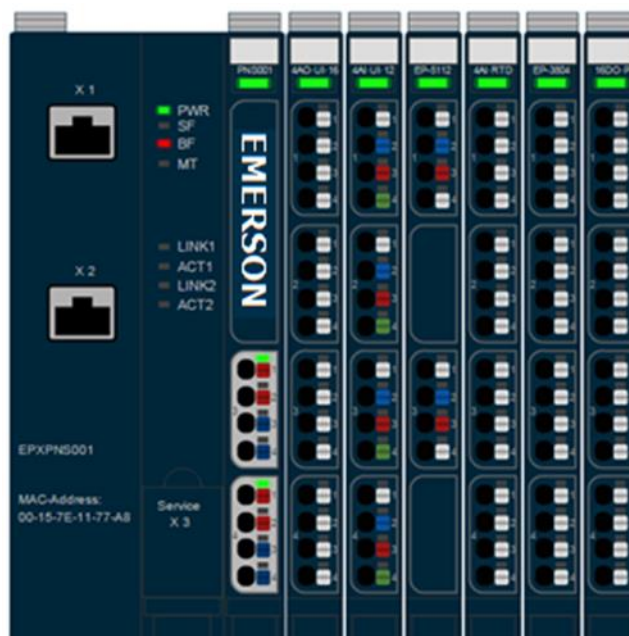 PNS001
4AO-UI-16
4AI-UI-12
EP-5112
4AI-RTD
EP-3804
X 1
PWR
SF
BF
MT
EMERSON
LINK1
ACT1
LINK2
ACT2
X 2
EPXPNS001
MAC-Address:
00-15-7E-11-77-A8
Service
X 3